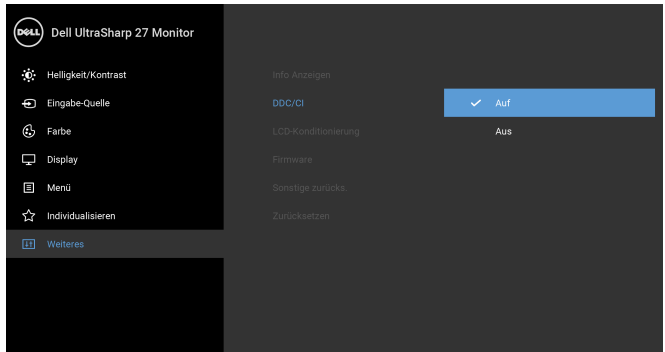 DELL
Dell UltraSharp 27 Monitor
Helligkeit/Kontrast
Eingabe-Quelle
Farbe
Display
Menü
Individualisieren
Weiteres
Info Anzeigen
DDC/CI
LCD-Konditionierung
Firmware
Sonstige zurücks.
Zurücksetzen
Auf
Aus